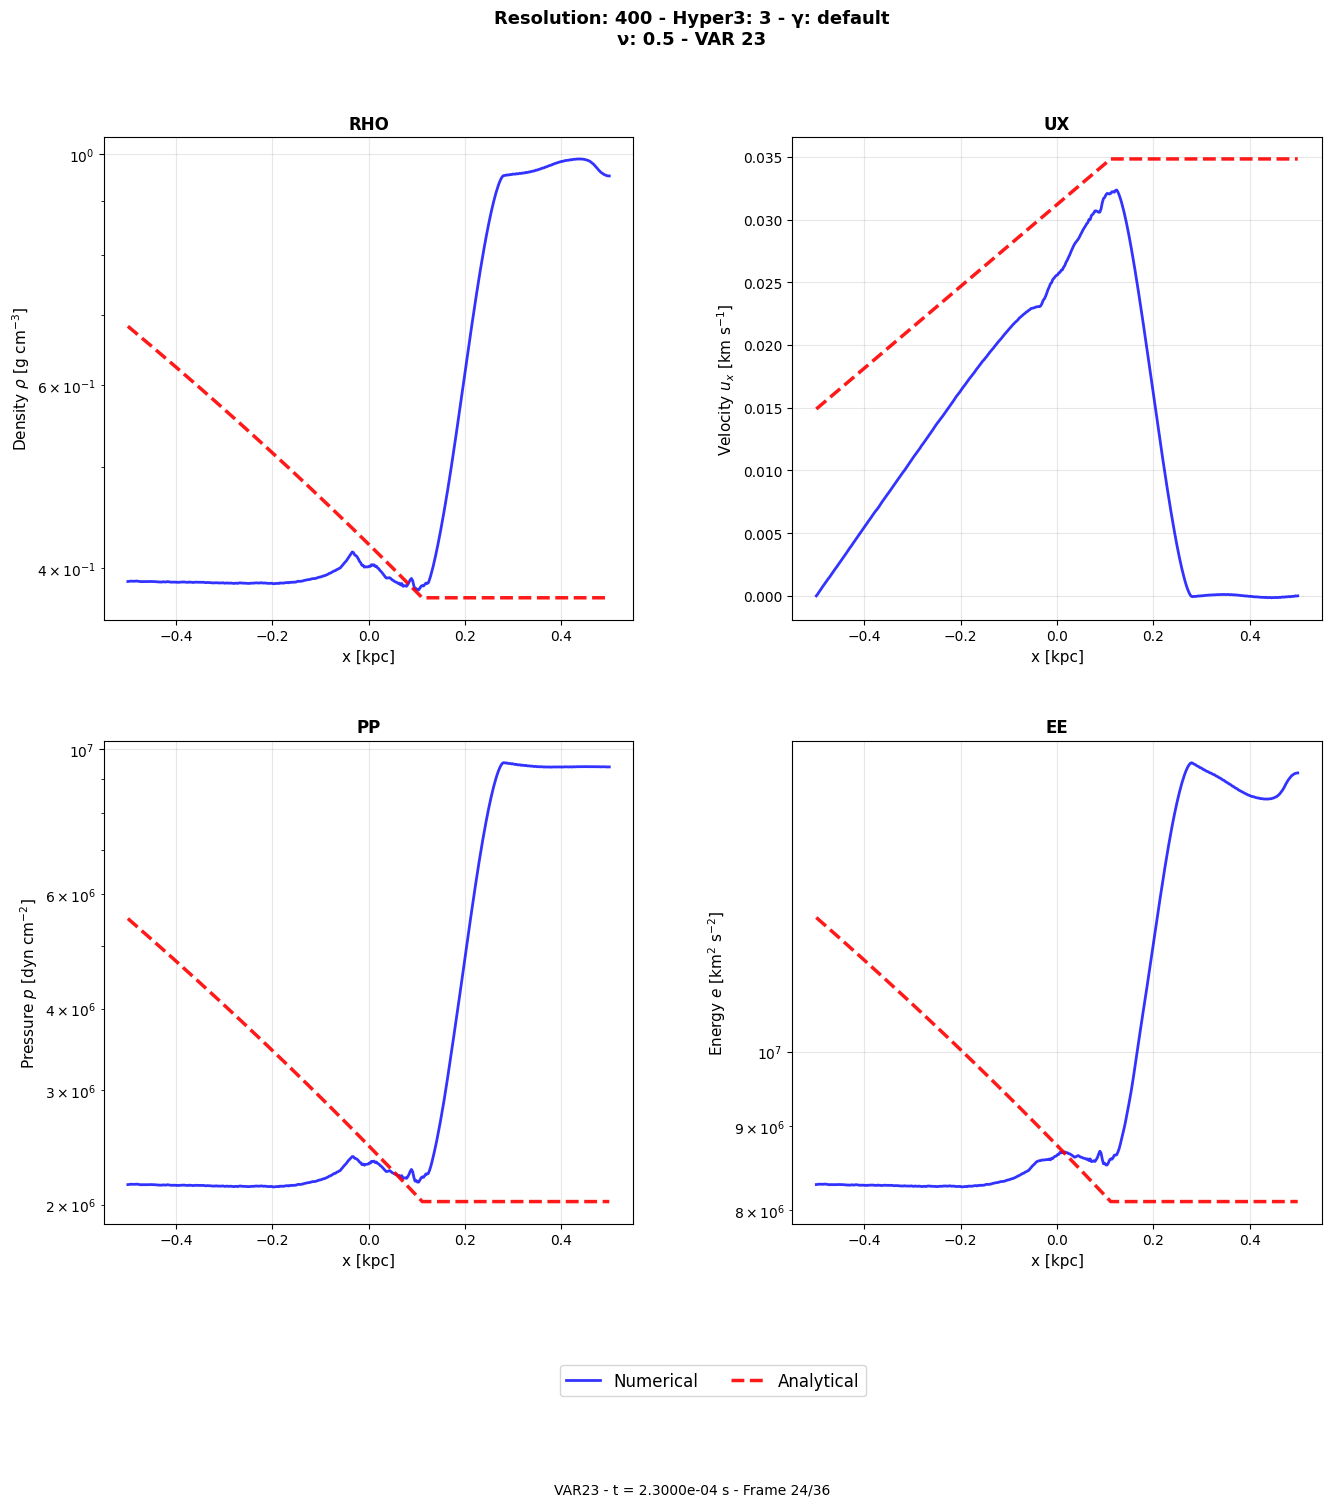 Resolution: 400 - Hyper3: 3 - γ: default
ν: 0.5 - VAR 23
RHO
Density ρ [g cm⁻³]
10⁰
6 × 10⁻¹
4 × 10⁻¹
−0.4 −0.2 0.0 0.2 0.4
x [kpc]
UX
Velocity uₓ [km s⁻¹]
0.035
0.030
0.025
0.020
0.015
0.010
0.005
0.000
−0.4 −0.2 0.0 0.2 0.4
x [kpc]
PP
Pressure p [dyn cm⁻²]
10⁷
6 × 10⁶
4 × 10⁶
3 × 10⁶
2 × 10⁶
−0.4 −0.2 0.0 0.2 0.4
x [kpc]
EE
Energy e [km² s⁻²]
10⁷
9 × 10⁶
8 × 10⁶
−0.4 −0.2 0.0 0.2 0.4
x [kpc]
Numerical Analytical
VAR23 - t = 2.3000e-04 s - Frame 24/36